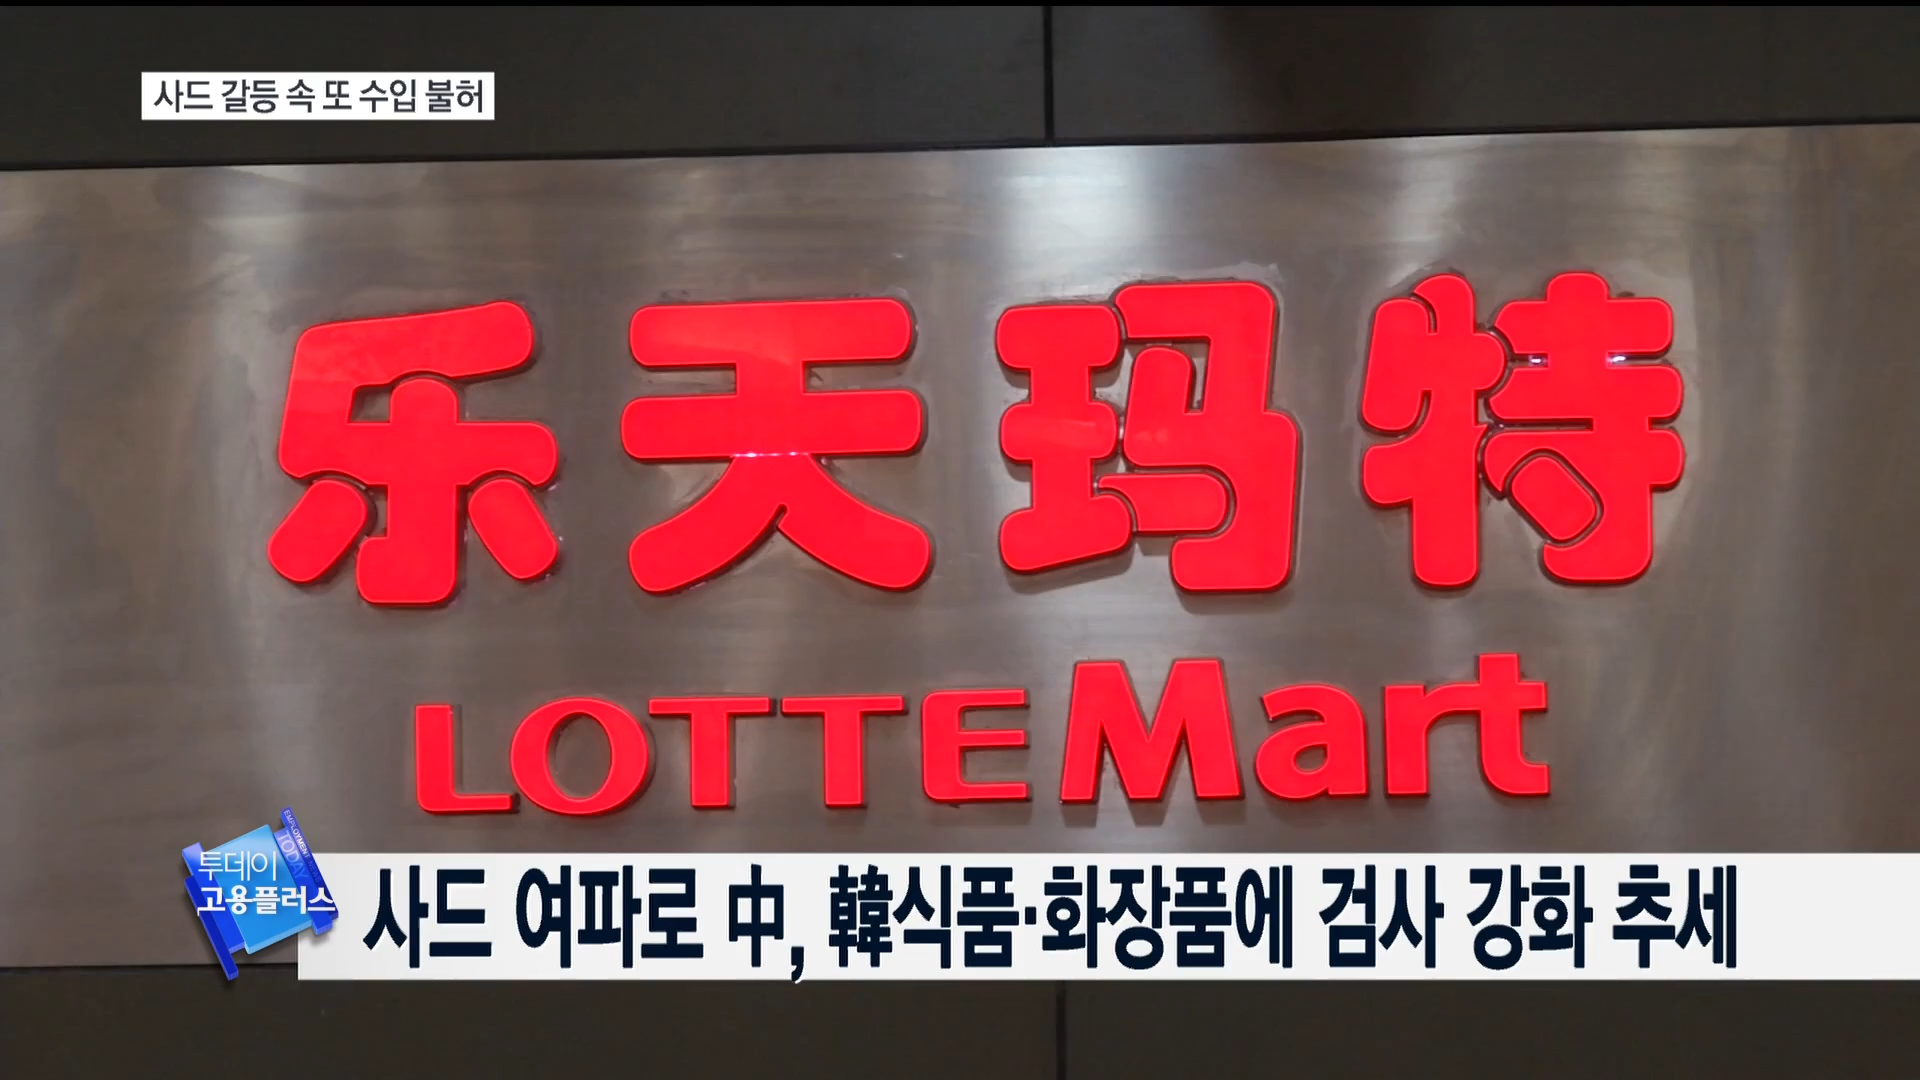 사드 갈등 속 또 수입 불허
乐天玛特
LOTTE Mart
EMPLOYMENT
TODAY
투데이
고용플러스
사드 여파로 中, 韓식품·화장품에 검사 강화 추세